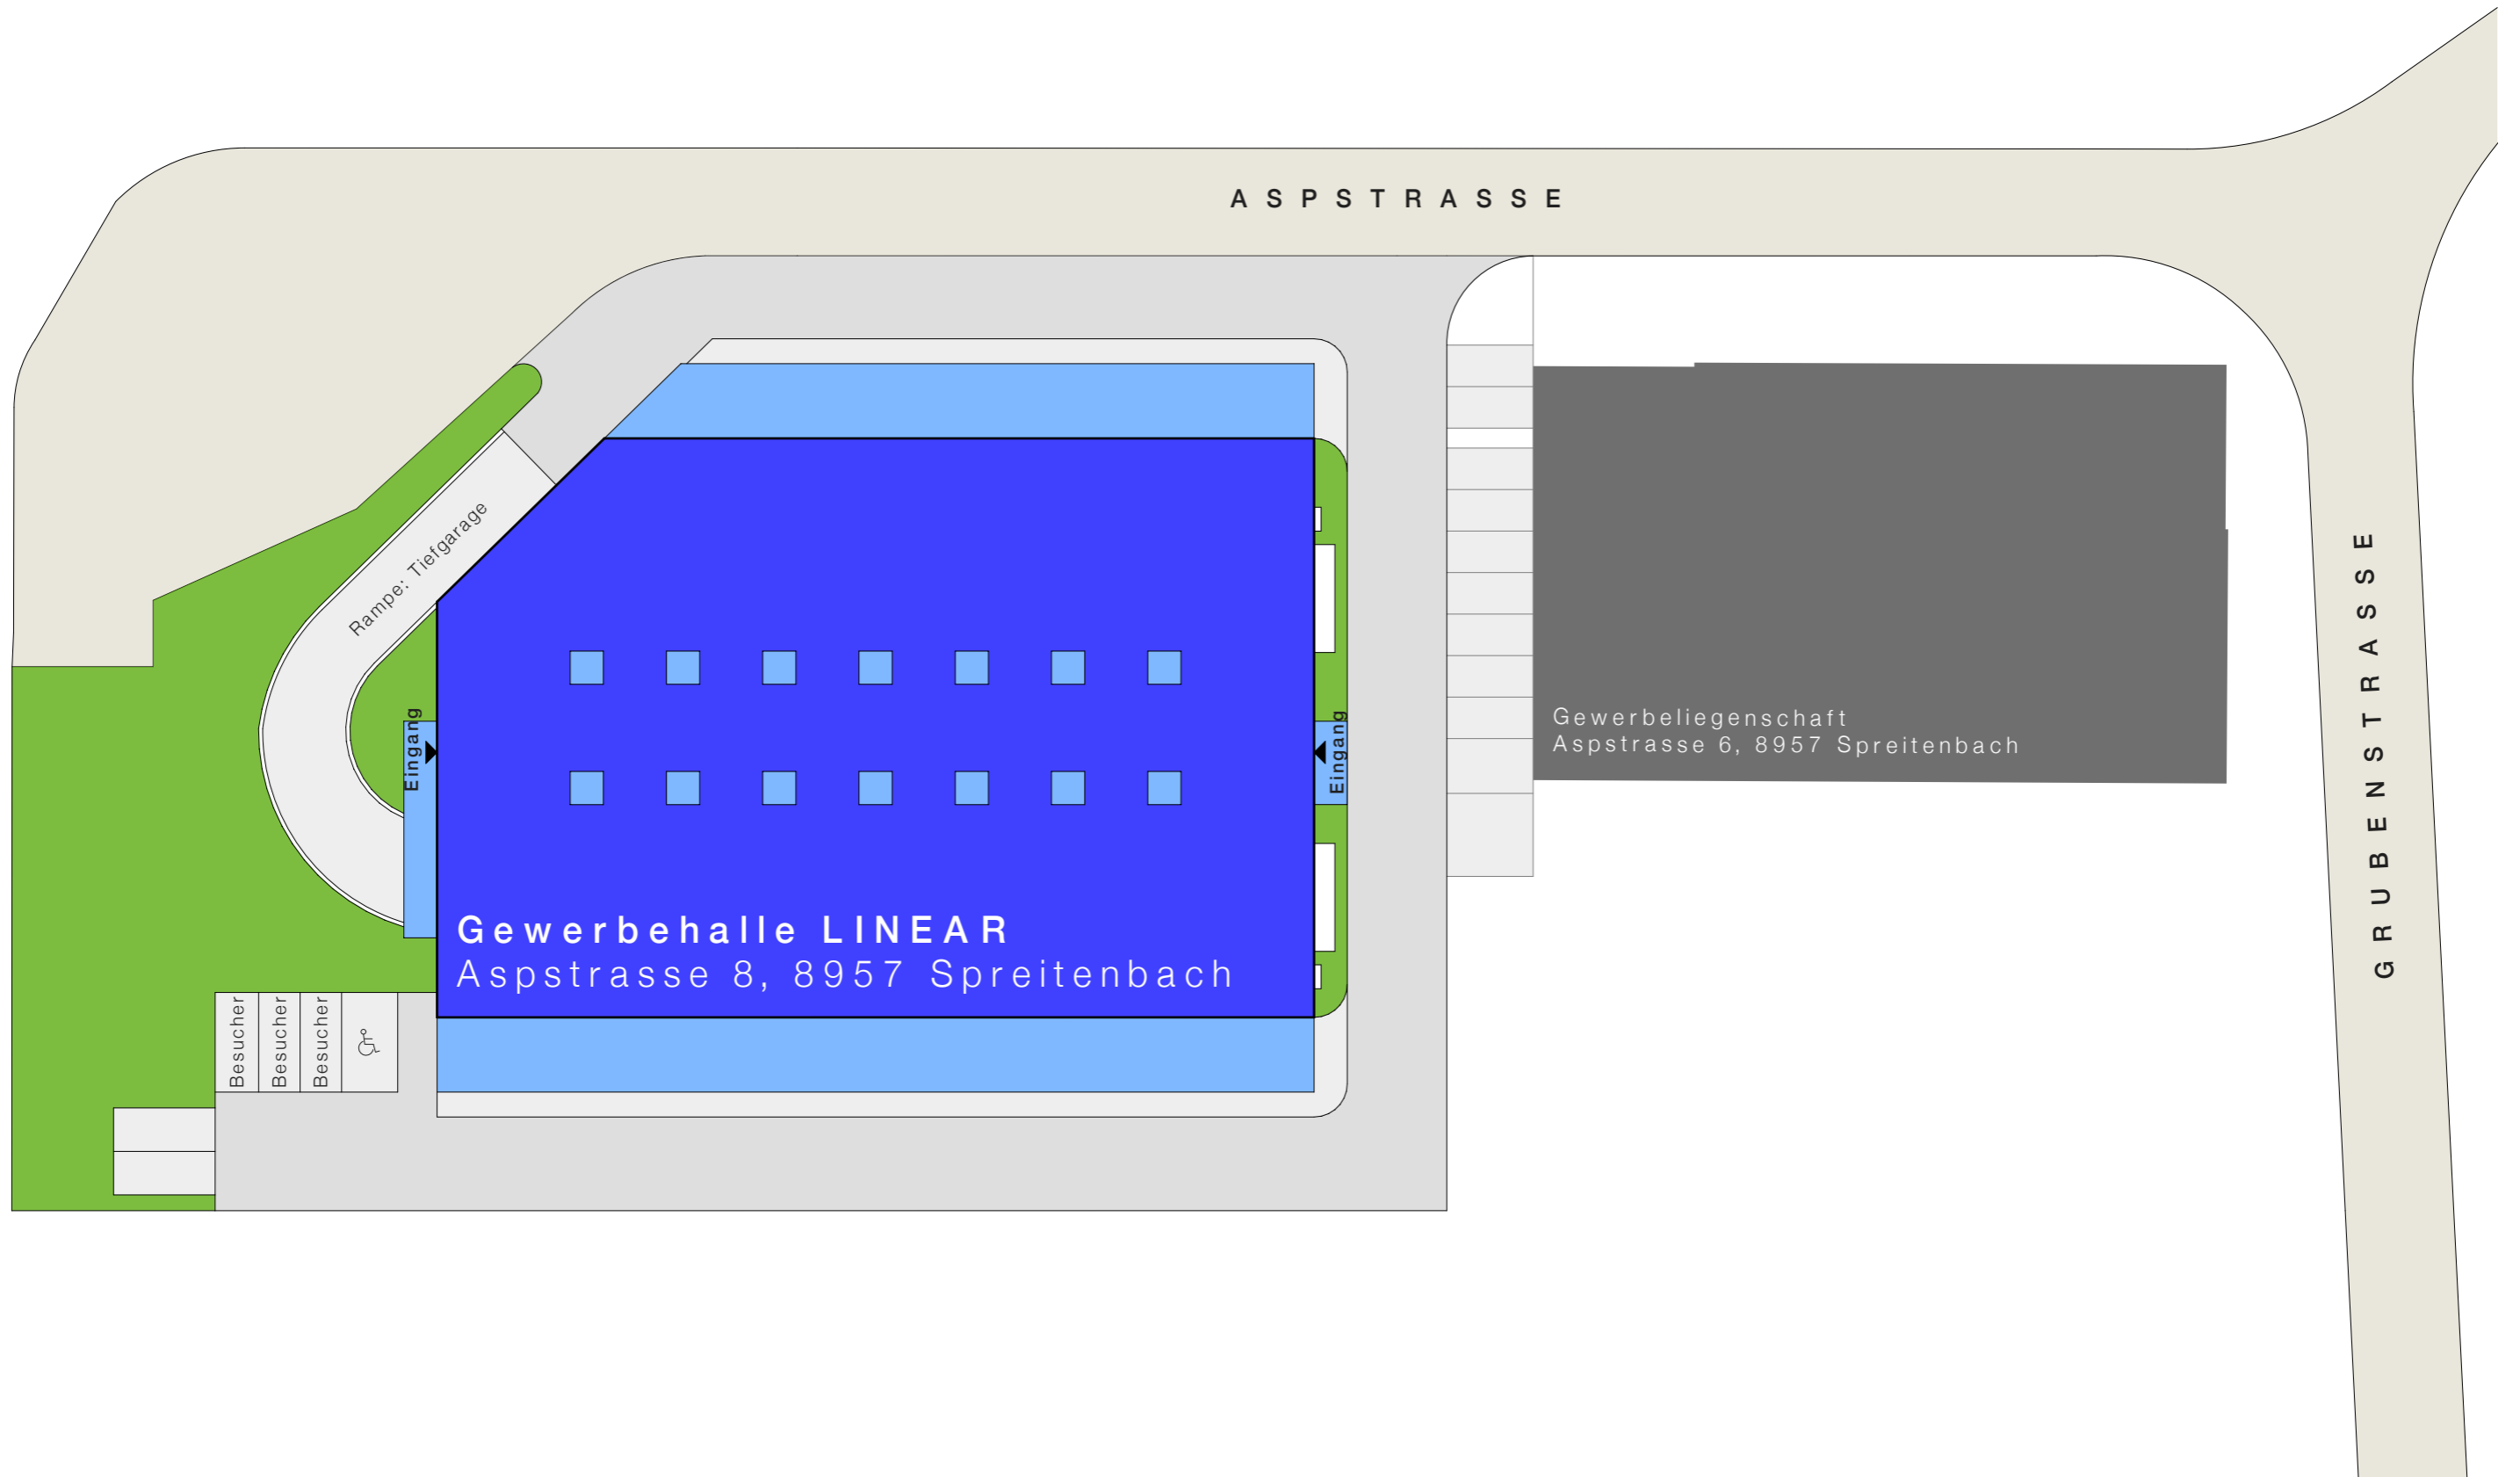 ASPSTRASSE
GRUBENSTRASSE
Rampe: Tiefgarage
Eingang
Eingang
Gewerbeliegenschaft
Aspstrasse 6, 8957 Spreitenbach
Gewerbehalle LINEAR
Aspstrasse 8, 8957 Spreitenbach
Besucher
Besucher
Besucher